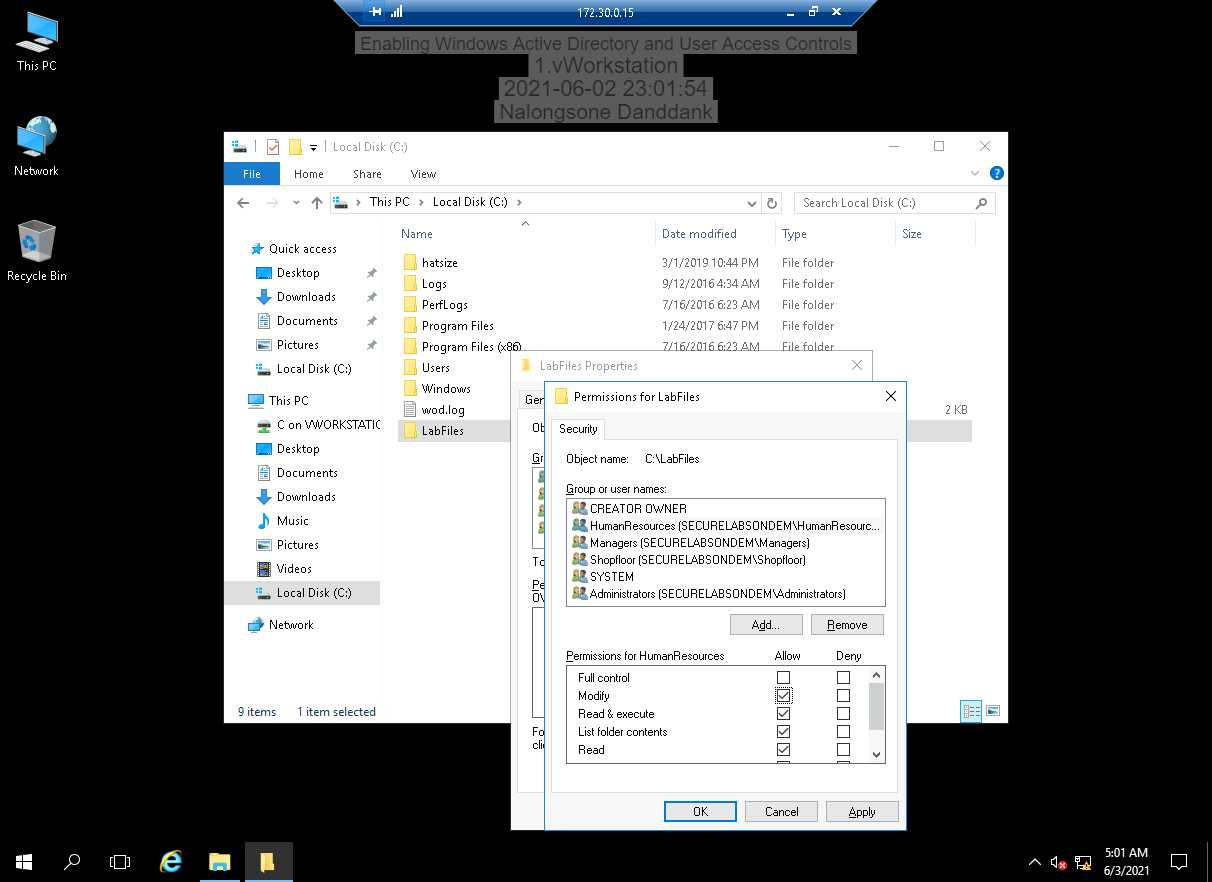 172.30.0.15
Enabling Windows Active Directory and User Access Controls
1.vWorkstation
2021-06-02 23:01:54
Nalongsone Danddank
This PC
Network
Recycle Bin
Local Disk (C:)
File Home Share View
This PC Local Disk (C:)
Search Local Disk (C:)
Name Date modified Type Size
Quick access
Desktop
Downloads
Documents
Pictures
Local Disk (C:)
This PC
C on VWORKSTATIC
Desktop
Documents
Downloads
Music
Pictures
Videos
Local Disk (C:)
Network
hatsize 3/1/2019 10:44 PM File folder
Logs 9/12/2016 4:34 AM File folder
PerfLogs 7/16/2016 6:23 AM File folder
Program Files 1/24/2017 6:47 PM File folder
Program Files (x86) 7/16/2016 6:23 AM File folder
Users
Windows
wod.log 2 KB
LabFiles
9 items 1 item selected
LabFiles Properties
Gen
Ob
Gr
To
Pe
Fo
clic
Permissions for LabFiles
Security
Object name: C:\LabFiles
Group or user names:
CREATOR OWNER
HumanResources (SECURELABSONDEM\HumanResourc...
Managers (SECURELABSONDEM\Managers)
Shopfloor (SECURELABSONDEM\Shopfloor)
SYSTEM
Administrators (SECURELABSONDEM\Administrators)
Add... Remove
Permissions for HumanResources Allow Deny
Full control
Modify
Read & execute
List folder contents
Read
OK Cancel Apply
5:01 AM
6/3/2021